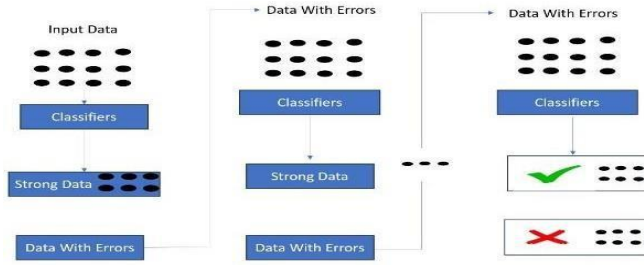 Input Data
Classifiers
Strong Data
Data With Errors
Data With Errors
Classifiers
Strong Data
Data With Errors
Data With Errors
Classifiers